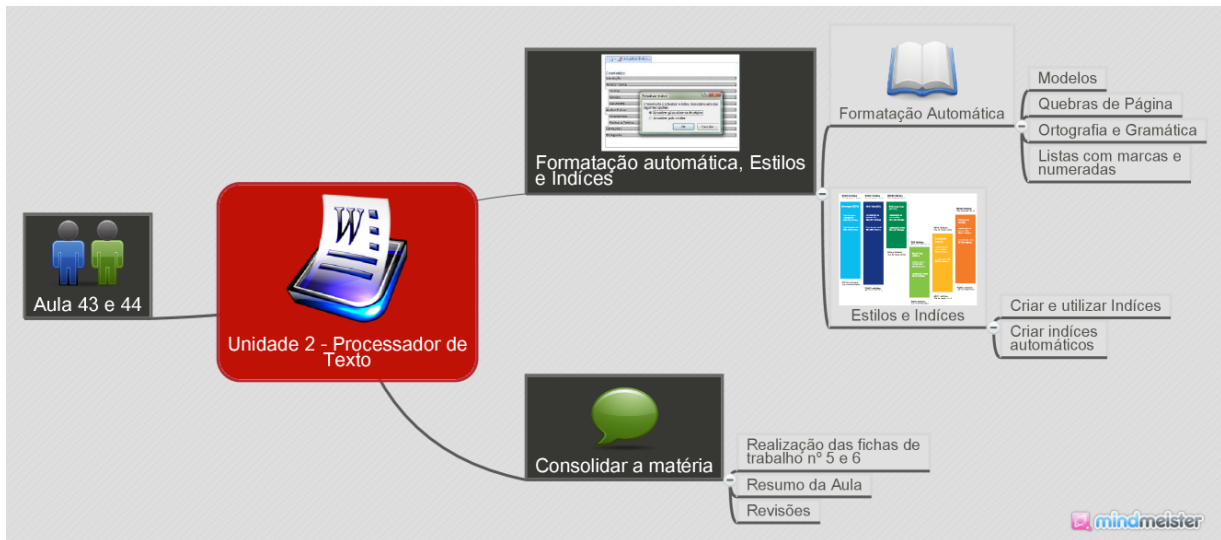 Formatação automática, Estilos
e Indíces
Formatação Automática
Modelos
Quebras de Página
Ortografia e Gramática
Listas com marcas e
numeradas
Aula 43 e 44
W
Unidade 2 - Processador de
Texto
Estilos e Indíces
Criar e utilizar Indíces
Criar indíces
automáticos
Consolidar a matéria
Realização das fichas de
trabalho nº 5 e 6
Resumo da Aula
Revisões
mindmeister